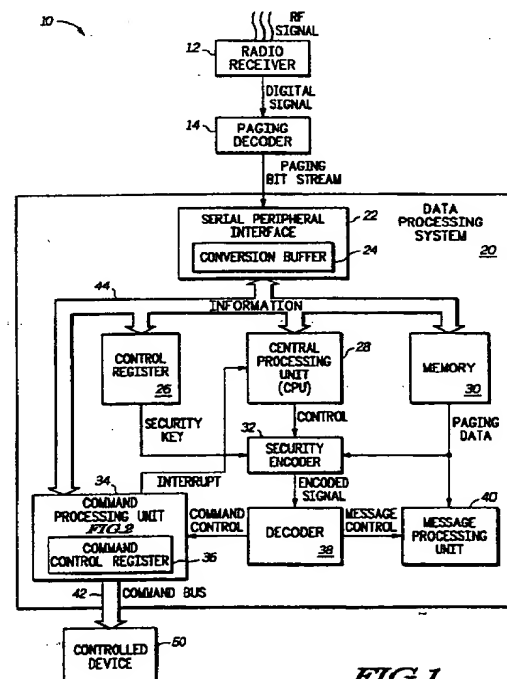 10
RF
SIGNAL
12
RADIO
RECEIVER
DIGITAL
SIGNAL
14
PAGING
DECODER
PAGING
BIT STREAM
SERIAL PERIPHERAL
INTERFACE
22
CONVERSION BUFFER
24
DATA
PROCESSING
SYSTEM
20
44
INFORMATION
CONTROL
REGISTER
26
CENTRAL
PROCESSING
UNIT
(CPU)
28
MEMORY
30
SECURITY
KEY
CONTROL
PAGING
DATA
32
SECURITY
ENCODER
INTERRUPT
34
COMMAND
PROCESSING UNIT
FIG.2
COMMAND
CONTROL REGISTER
36
ENCODED
SIGNAL
COMMAND
CONTROL
DECODER
38
MESSAGE
CONTROL
40
MESSAGE
PROCESSING
UNIT
42
COMMAND BUS
CONTROLLED
DEVICE
50
FIG.1